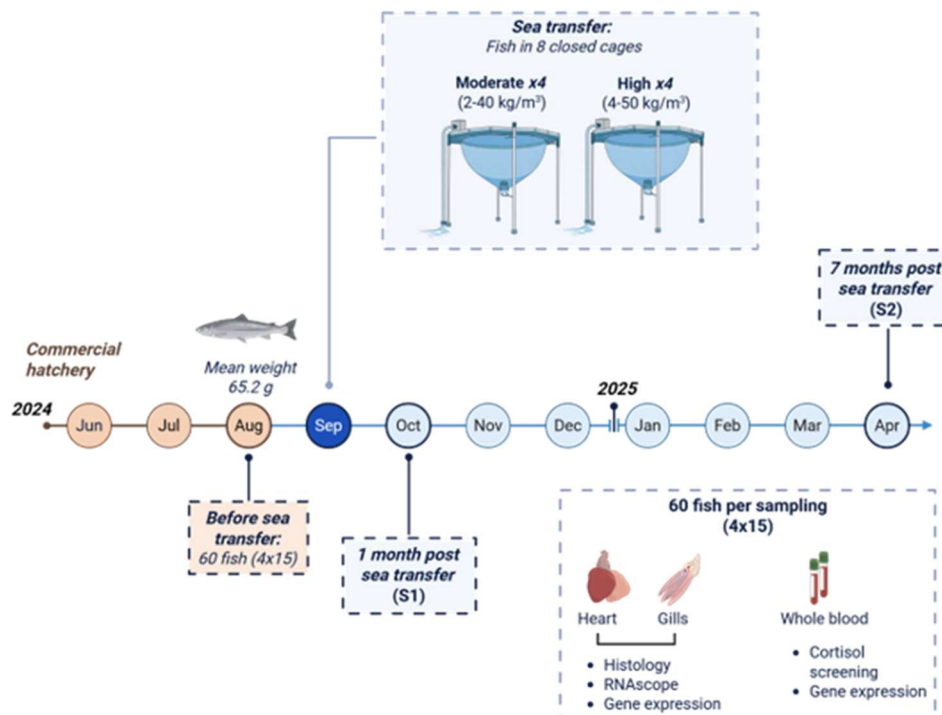 Sea transfer:
Fish in 8 closed cages
Moderate x4
(2-40 kg/m³)
High x4
(4-50 kg/m³)
7 months post
sea transfer
(S2)
Commercial
hatchery
Mean weight
65.2 g
2024
2025
Jun
Jul
Aug
Sep
Oct
Nov
Dec
Jan
Feb
Mar
Apr
Before sea
transfer:
60 fish (4x15)
1 month post
sea transfer
(S1)
60 fish per sampling
(4x15)
Heart
Gills
Whole blood
• Histology
• RNAscope
• Gene expression
• Cortisol
screening
• Gene expression